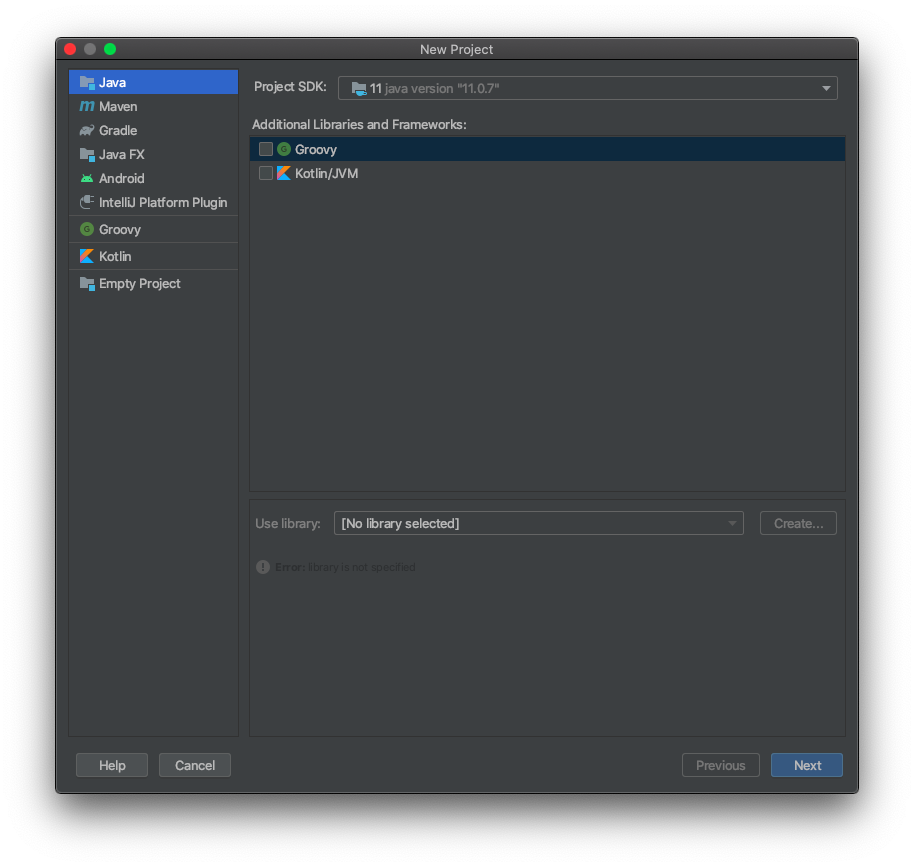 New Project
Java
Maven
Gradle
Java FX
Android
IntelliJ Platform Plugin
Groovy
Kotlin
Empty Project
Project SDK: 11 java version "11.0.7"
Additional Libraries and Frameworks:
Groovy
Kotlin/JVM
Use library: [No library selected] Create...
Error: library is not specified
Help Cancel Previous Next